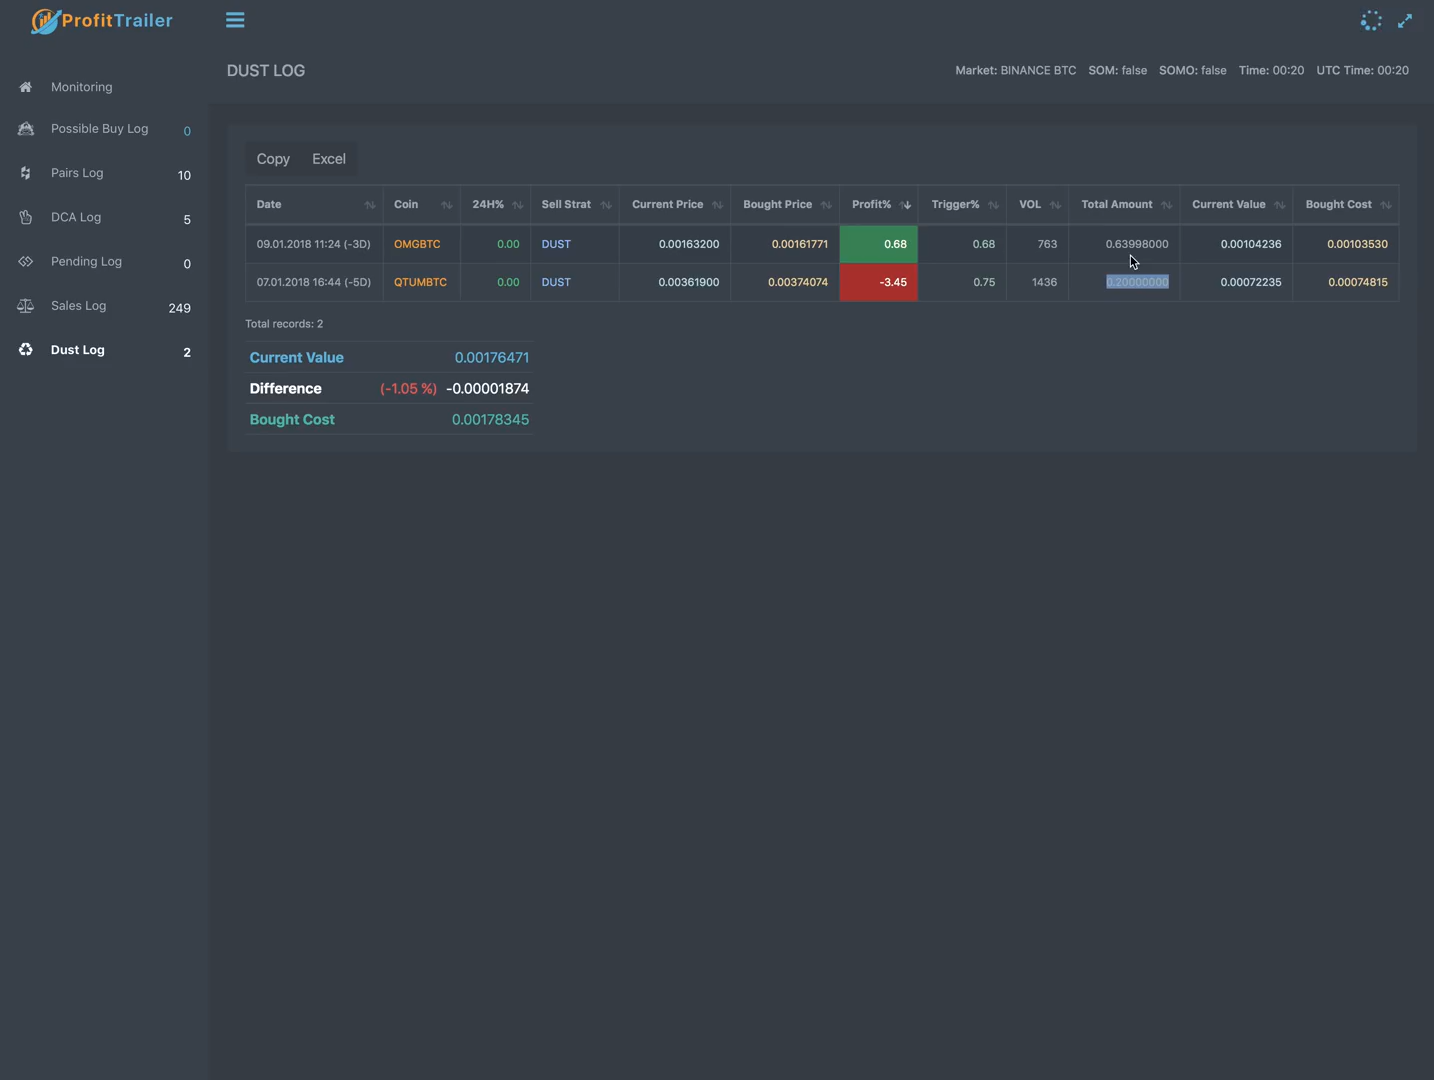 ProfitTrailer
DUST LOG
Market: BINANCE BTC SOM: false SOMO: false Time: 00:20 UTC Time: 00:20
Monitoring
Possible Buy Log 0
Pairs Log 10
DCA Log 5
Pending Log 0
Sales Log 249
Dust Log 2
Copy Excel
Date Coin 24H% Sell Strat Current Price Bought Price Profit% Trigger% VOL Total Amount Current Value Bought Cost
09.01.2018 11:24 (-3D) OMGBTC 0.00 DUST 0.00163200 0.00161771 0.68 0.68 763 0.63998000 0.00104236 0.00103530
07.01.2018 16:44 (-5D) QTUMBTC 0.00 DUST 0.00361900 0.00374074 -3.45 0.75 1436 0.20000000 0.00072235 0.00074815
Total records: 2
Current Value 0.00176471
Difference (-1.05 %) -0.00001874
Bought Cost 0.00178345